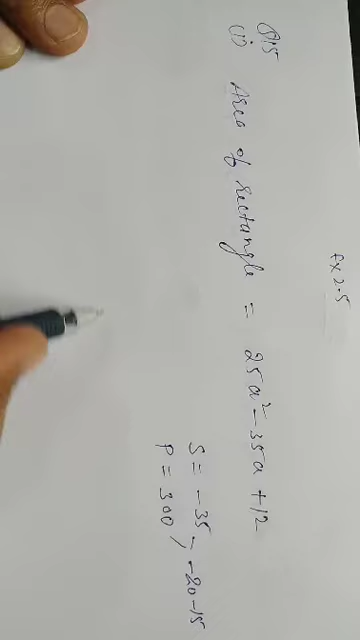 Ex 2.5
Q15
(i) Area of rectangle = 25a² - 35a + 12
S = -35, -20-15
P = 300